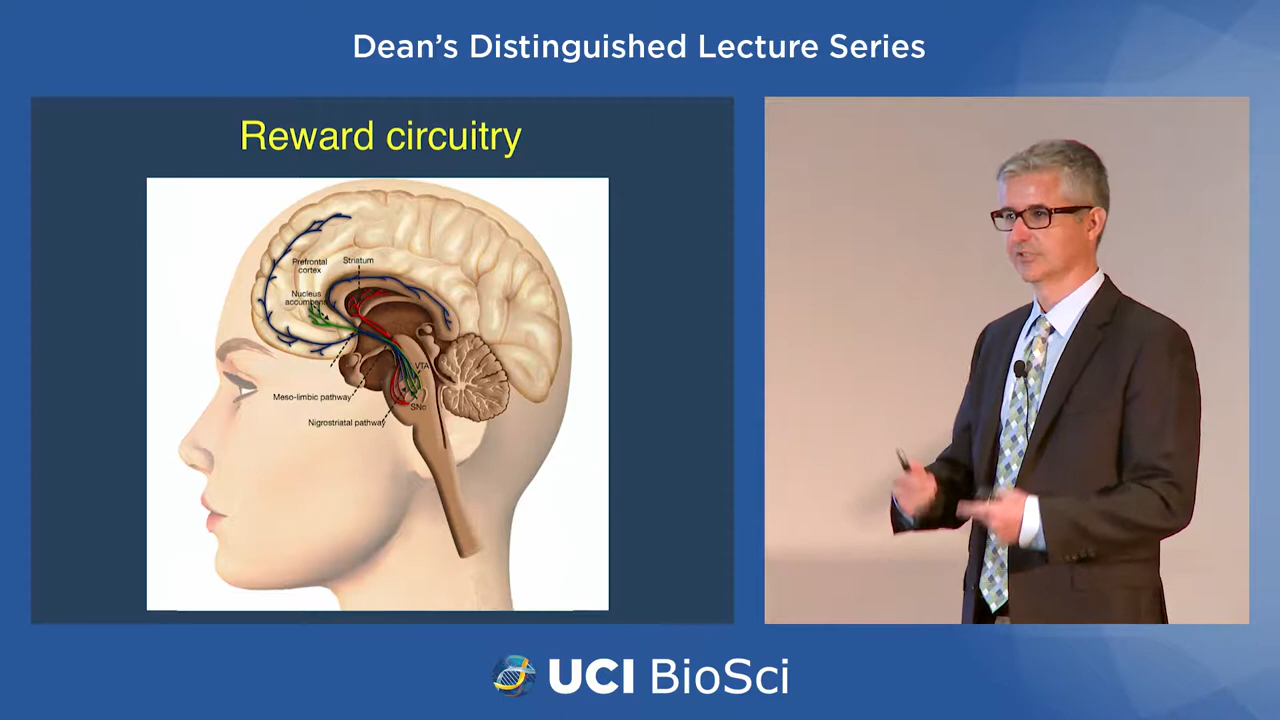 Dean's Distinguished Lecture Series
Reward circuitry
Prefrontal
cortex
Striatum
Nucleus
accumbens
VTA
Meso-limbic pathway
SNc
Nigrostriatal pathway
UCI BioSci